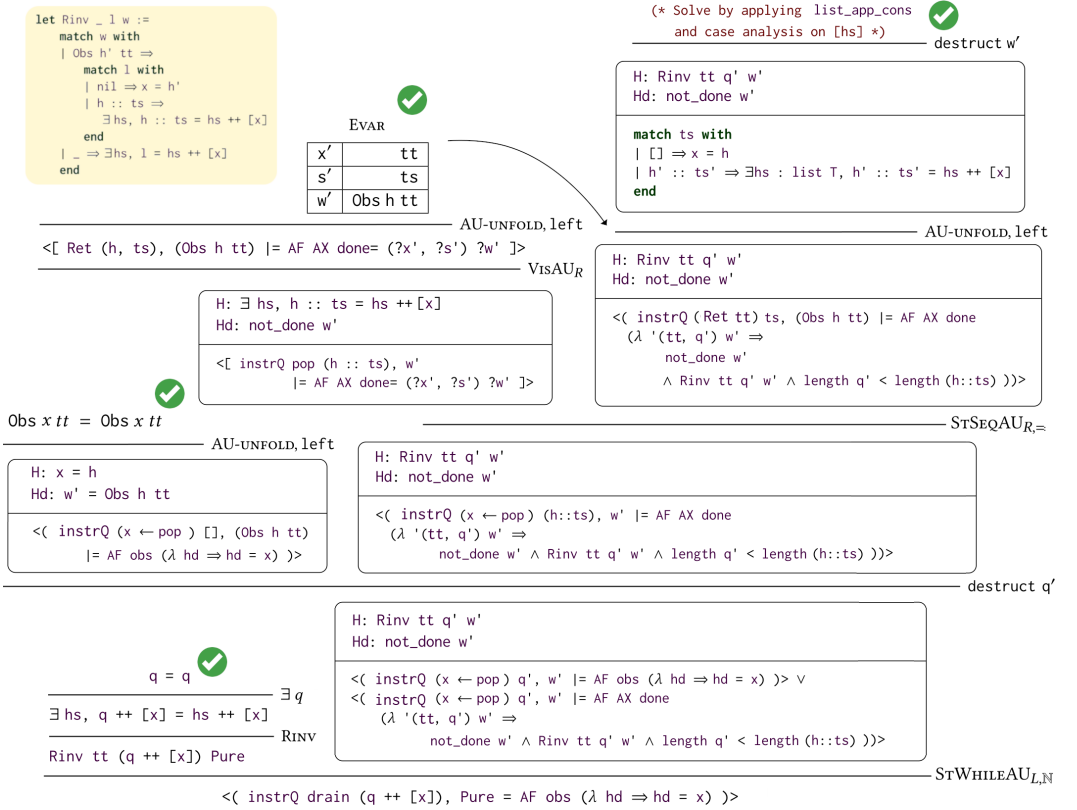 let Rinv _ l w :=
match w with
| Obs h' tt ⇒
match l with
| nil ⇒ x = h'
| h :: ts ⇒
∃ hs, h :: ts = hs ++ [x]
end
| _ ⇒ ∃ hs, l = hs ++ [x]
end
(* Solve by applying list_app_cons
and case analysis on [hs] *)
destruct w′
H: Rinv tt q' w'
Hd: not_done w'
match ts with
| [] ⇒ x = h
| h' :: ts' ⇒ ∃hs : list T, h' :: ts' = hs ++ [x]
end
Evar
x′ tt
s′ ts
w′ Obs h tt
AU-unfold, left
<[ Ret (h, ts), (Obs h tt) |= AF AX done= (?x', ?s') ?w' ]>
VisAU_R
AU-unfold, left
H: Rinv tt q' w'
Hd: not_done w'
<( instrQ (Ret tt) ts, (Obs h tt) |= AF AX done
(λ '(tt, q') w' ⇒
not_done w'
∧ Rinv tt q' w' ∧ length q' < length (h::ts) ))>
H: ∃ hs, h :: ts = hs ++ [x]
Hd: not_done w'
<[ instrQ pop (h :: ts), w'
|= AF AX done= (?x', ?s') ?w' ]>
StSeqAU_R,=
Obs x tt = Obs x tt
AU-unfold, left
H: x = h
Hd: w' = Obs h tt
<( instrQ (x ← pop ) [], (Obs h tt)
|= AF obs (λ hd ⇒ hd = x) )>
H: Rinv tt q' w'
Hd: not_done w'
<( instrQ (x ← pop) (h::ts), w' |= AF AX done
(λ '(tt, q') w' ⇒
not_done w' ∧ Rinv tt q' w' ∧ length q' < length (h::ts) ))>
destruct q′
H: Rinv tt q' w'
Hd: not_done w'
<( instrQ (x ← pop) q', w' |= AF obs (λ hd ⇒ hd = x) )> ∨
<( instrQ (x ← pop) q', w' |= AF AX done
(λ '(tt, q') w' ⇒
not_done w' ∧ Rinv tt q' w' ∧ length q' < length (h::ts) ))>
q = q
∃ q
∃ hs, q ++ [x] = hs ++ [x]
Rinv
Rinv tt (q ++ [x]) Pure
StWhileAU_L,ℕ
<( instrQ drain (q ++ [x]), Pure = AF obs (λ hd ⇒ hd = x) )>